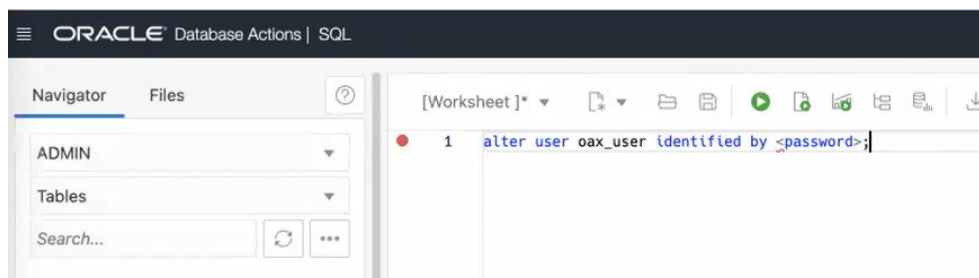 ORACLE Database Actions | SQL
Navigator Files
[Worksheet ]*
ADMIN
1 alter user oax_user identified by <password>;
Tables
Search...